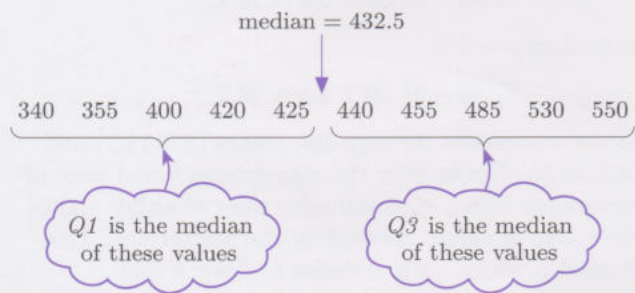 median = 432.5
340 355 400 420 425 440 455 485 530 550
Q1 is the median
of these values
Q3 is the median
of these values